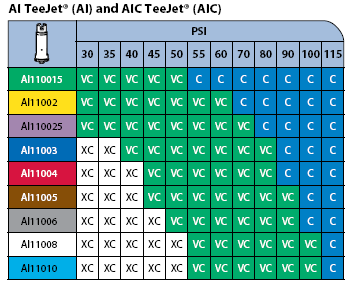 AI TeeJet® (AI) and AIC TeeJet® (AIC)
PSI
30 35 40 45 50 55 60 70 80 90 100 115
AI110015 VC VC VC VC VC C C C C C C C
AI11002 VC VC VC VC VC VC VC C C C C C
AI110025 VC VC VC VC VC VC VC VC C C C C
AI11003 XC XC VC VC VC VC VC VC VC C C C
AI11004 XC XC XC VC VC VC VC VC VC C C C
AI11005 XC XC XC VC VC VC VC VC VC VC C C
AI11006 XC XC XC XC VC VC VC VC VC VC C C
AI11008 XC XC XC XC XC VC VC VC VC VC VC C
AI11010 XC XC XC XC XC VC VC VC VC VC VC C